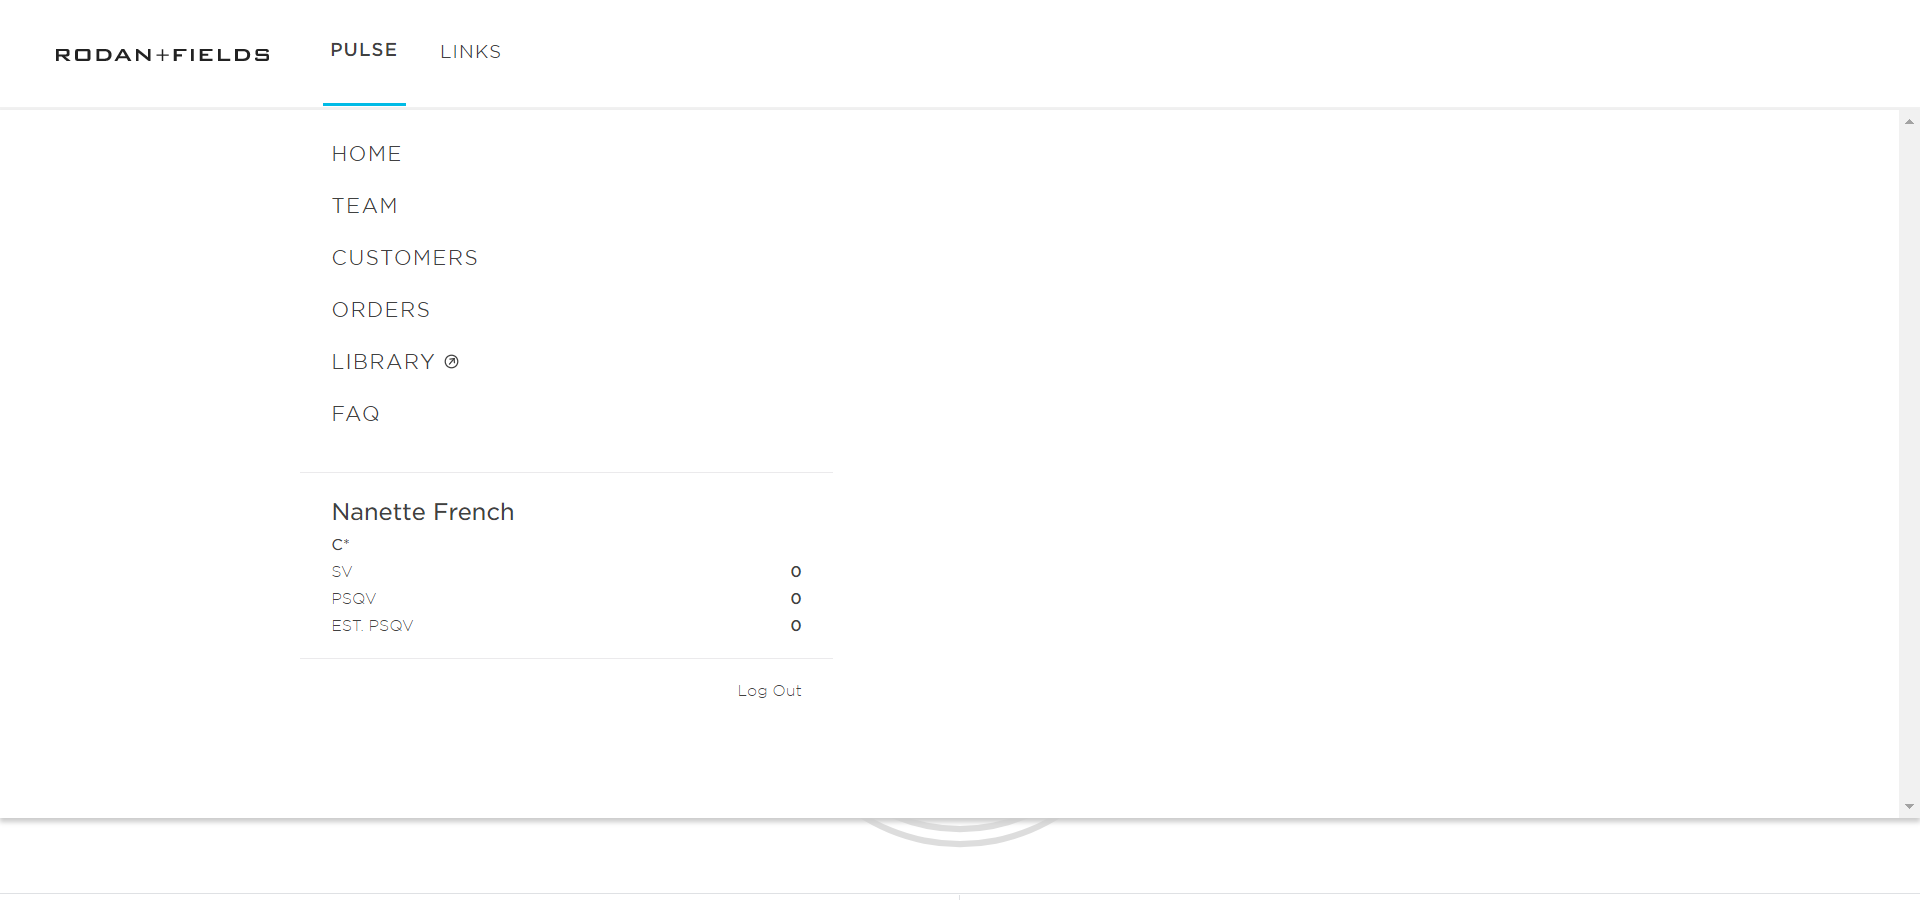 RODAN+FIELDS
PULSE
LINKS
HOME
TEAM
CUSTOMERS
ORDERS
LIBRARY
FAQ
Nanette French
C*
SV 0
PSQV 0
EST. PSQV 0
Log Out